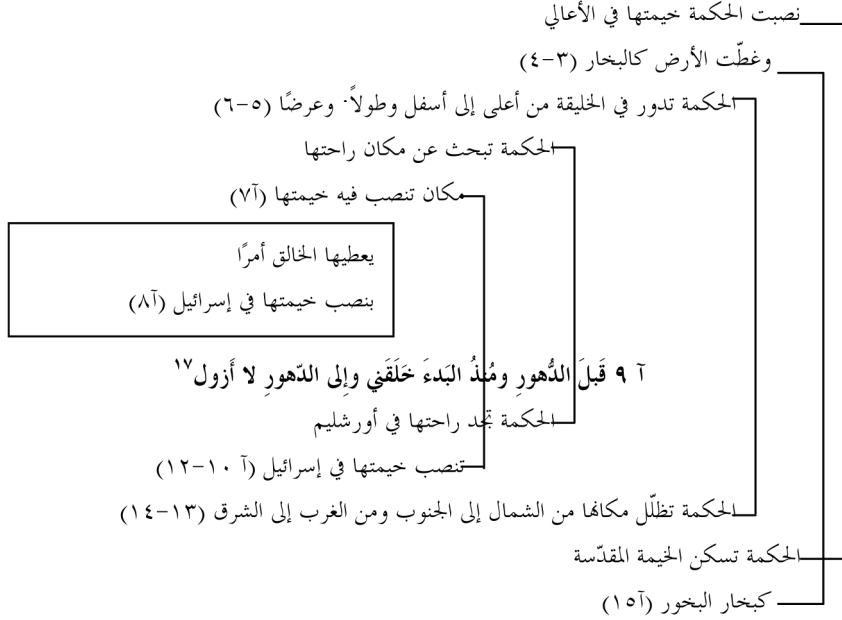 نصبت الحكمة خيمتها في الأعالي
وغطّت الأرض كالبخار (٣-٤)
الحكمة تدور في الخليقة من أعلى إلى أسفل وطولاً. وعرضًا (٥-٦)
الحكمة تبحث عن مكان راحتها
مكان تنصب فيه خيمتها (آ٧)
يعطيها الخالق أمرًا
بنصب خيمتها في إسرائيل (آ٨)
آ ٩ قَبلَ الدُّهورِ ومُنذُ البَدءَ خَلَقَني وإِلى الدّهورِ لا أَزول١٧
الحكمة تجد راحتها في أورشليم
تنصب خيمتها في إسرائيل (آ ١٠-١٢)
الحكمة تظلّل مكانها من الشمال إلى الجنوب ومن الغرب إلى الشرق (١٣-١٤)
الحكمة تسكن الخيمة المقدّسة
كبخار البخور (آ١٥)